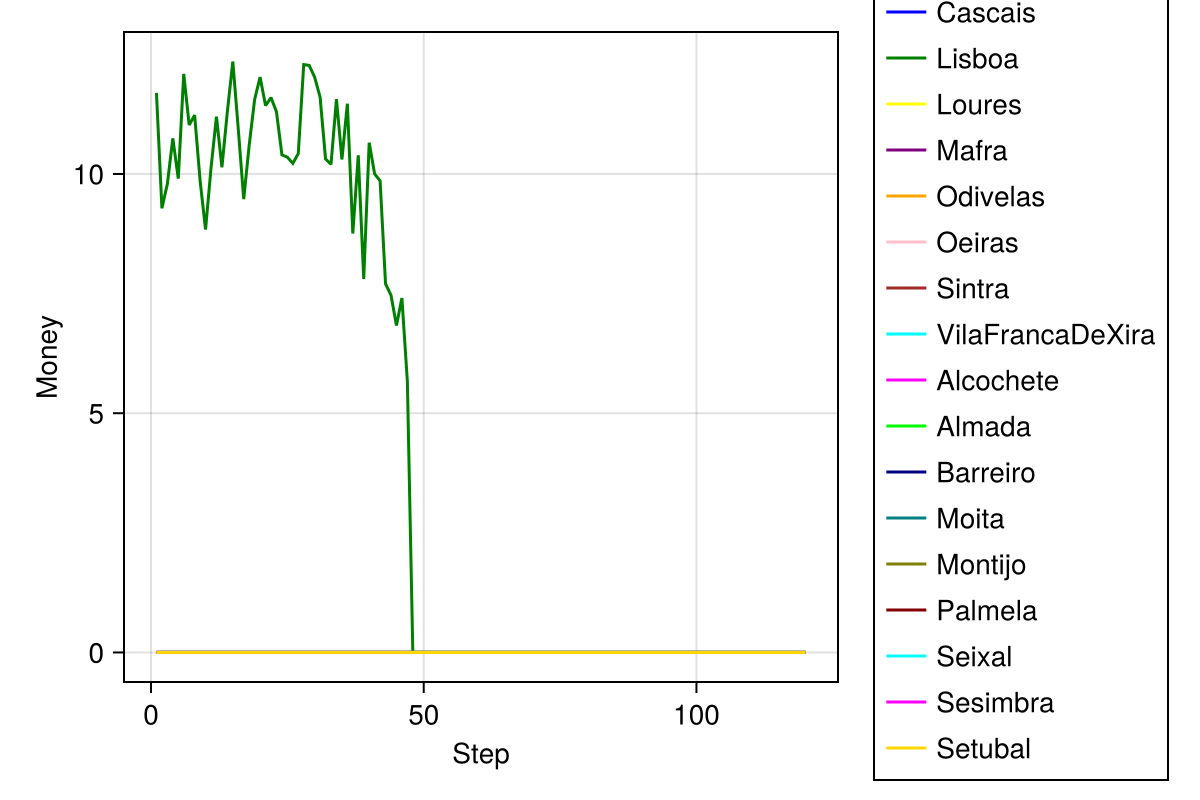 Cascais
Lisboa
Loures
Mafra
Odivelas
Oeiras
Sintra
VilaFrancaDeXira
Alcochete
Almada
Barreiro
Moita
Montijo
Palmela
Seixal
Sesimbra
Setubal
10
5
0
Money
0 50 100
Step